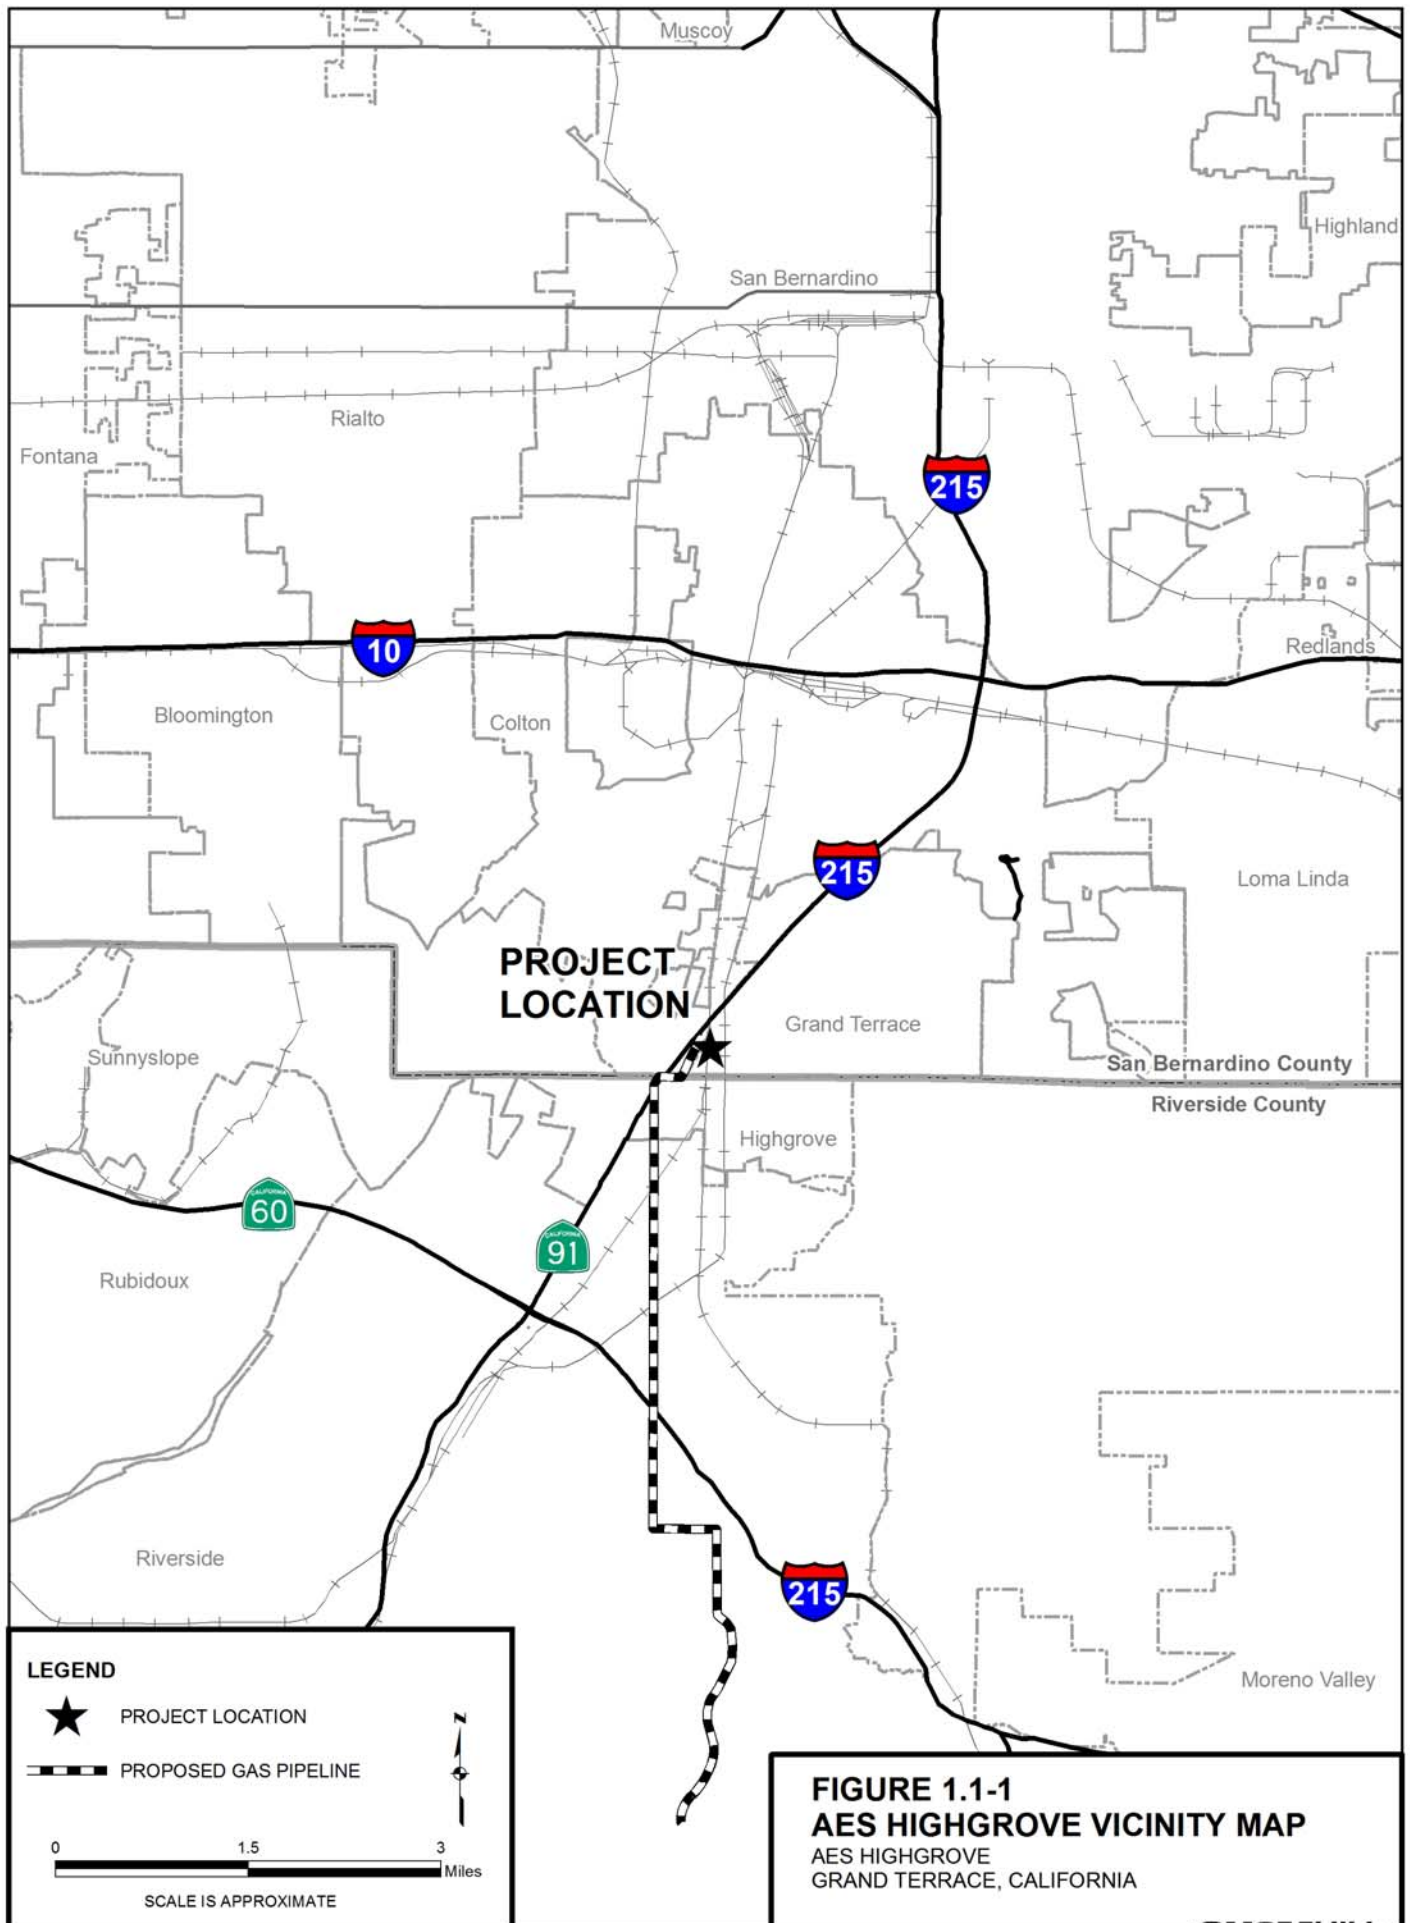 Muscoy
Highland
San Bernardino
Rialto
Fontana
215
10
Redlands
Bloomington
Colton
215
Loma Linda
PROJECT
LOCATION
Grand Terrace
Sunnyslope
San Bernardino County
Riverside County
Highgrove
CALIFORNIA
60
CALIFORNIA
91
Rubidoux
Riverside
215
Moreno Valley
LEGEND
PROJECT LOCATION
PROPOSED GAS PIPELINE
N
0 1.5 3
Miles
SCALE IS APPROXIMATE
FIGURE 1.1-1
AES HIGHGROVE VICINITY MAP
AES HIGHGROVE
GRAND TERRACE, CALIFORNIA